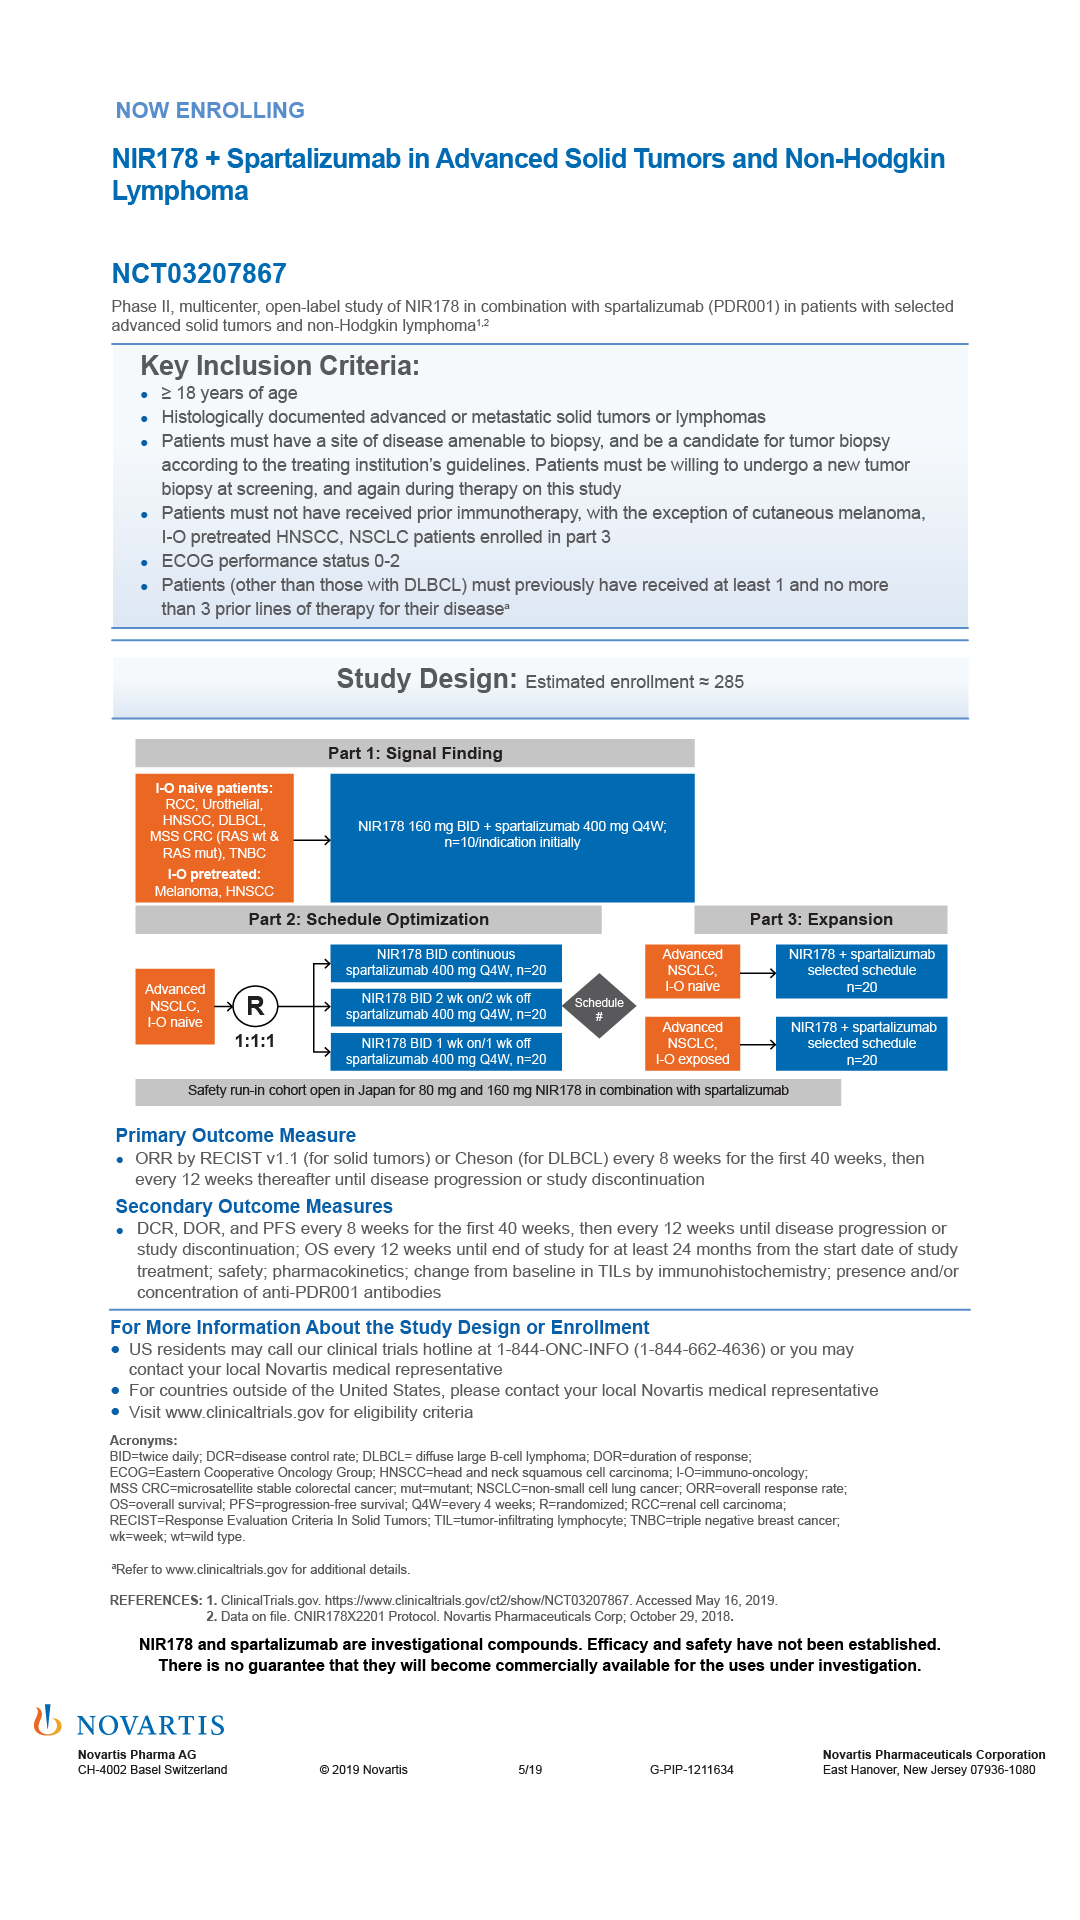 NOW ENROLLING
NIR178 + Spartalizumab in Advanced Solid Tumors and Non-Hodgkin
Lymphoma
NCT03207867
Phase II, multicenter, open-label study of NIR178 in combination with spartalizumab (PDR001) in patients with selected
advanced solid tumors and non-Hodgkin lymphoma¹,²
Key Inclusion Criteria:
• ≥ 18 years of age
• Histologically documented advanced or metastatic solid tumors or lymphomas
• Patients must have a site of disease amenable to biopsy, and be a candidate for tumor biopsy
according to the treating institution’s guidelines. Patients must be willing to undergo a new tumor
biopsy at screening, and again during therapy on this study
• Patients must not have received prior immunotherapy, with the exception of cutaneous melanoma,
I-O pretreated HNSCC, NSCLC patients enrolled in part 3
• ECOG performance status 0-2
• Patients (other than those with DLBCL) must previously have received at least 1 and no more
than 3 prior lines of therapy for their diseaseᵃ
Study Design: Estimated enrollment ≈ 285
Part 1: Signal Finding
I-O naive patients:
RCC, Urothelial,
HNSCC, DLBCL,
MSS CRC (RAS wt &
RAS mut), TNBC
I-O pretreated:
Melanoma, HNSCC
NIR178 160 mg BID + spartalizumab 400 mg Q4W;
n=10/indication initially
Part 2: Schedule Optimization
Advanced
NSCLC,
I-O naive
R
1:1:1
NIR178 BID continuous
spartalizumab 400 mg Q4W, n=20
NIR178 BID 2 wk on/2 wk off
spartalizumab 400 mg Q4W, n=20
NIR178 BID 1 wk on/1 wk off
spartalizumab 400 mg Q4W, n=20
Schedule
#
Part 3: Expansion
Advanced
NSCLC,
I-O naive
NIR178 + spartalizumab
selected schedule
n=20
Advanced
NSCLC,
I-O exposed
NIR178 + spartalizumab
selected schedule
n=20
Safety run-in cohort open in Japan for 80 mg and 160 mg NIR178 in combination with spartalizumab
Primary Outcome Measure
• ORR by RECIST v1.1 (for solid tumors) or Cheson (for DLBCL) every 8 weeks for the first 40 weeks, then
every 12 weeks thereafter until disease progression or study discontinuation
Secondary Outcome Measures
• DCR, DOR, and PFS every 8 weeks for the first 40 weeks, then every 12 weeks until disease progression or
study discontinuation; OS every 12 weeks until end of study for at least 24 months from the start date of study
treatment; safety; pharmacokinetics; change from baseline in TILs by immunohistochemistry; presence and/or
concentration of anti-PDR001 antibodies
For More Information About the Study Design or Enrollment
• US residents may call our clinical trials hotline at 1-844-ONC-INFO (1-844-662-4636) or you may
contact your local Novartis medical representative
• For countries outside of the United States, please contact your local Novartis medical representative
• Visit www.clinicaltrials.gov for eligibility criteria
Acronyms:
BID=twice daily; DCR=disease control rate; DLBCL= diffuse large B-cell lymphoma; DOR=duration of response;
ECOG=Eastern Cooperative Oncology Group; HNSCC=head and neck squamous cell carcinoma; I-O=immuno-oncology;
MSS CRC=microsatellite stable colorectal cancer; mut=mutant; NSCLC=non-small cell lung cancer; ORR=overall response rate;
OS=overall survival; PFS=progression-free survival; Q4W=every 4 weeks; R=randomized; RCC=renal cell carcinoma;
RECIST=Response Evaluation Criteria In Solid Tumors; TIL=tumor-infiltrating lymphocyte; TNBC=triple negative breast cancer;
wk=week; wt=wild type.
ᵃRefer to www.clinicaltrials.gov for additional details.
REFERENCES: 1. ClinicalTrials.gov. https://www.clinicaltrials.gov/ct2/show/NCT03207867. Accessed May 16, 2019.
2. Data on file. CNIR178X2201 Protocol. Novartis Pharmaceuticals Corp; October 29, 2018.
NIR178 and spartalizumab are investigational compounds. Efficacy and safety have not been established.
There is no guarantee that they will become commercially available for the uses under investigation.
NOVARTIS
Novartis Pharma AG
CH-4002 Basel Switzerland
© 2019 Novartis
5/19
G-PIP-1211634
Novartis Pharmaceuticals Corporation
East Hanover, New Jersey 07936-1080